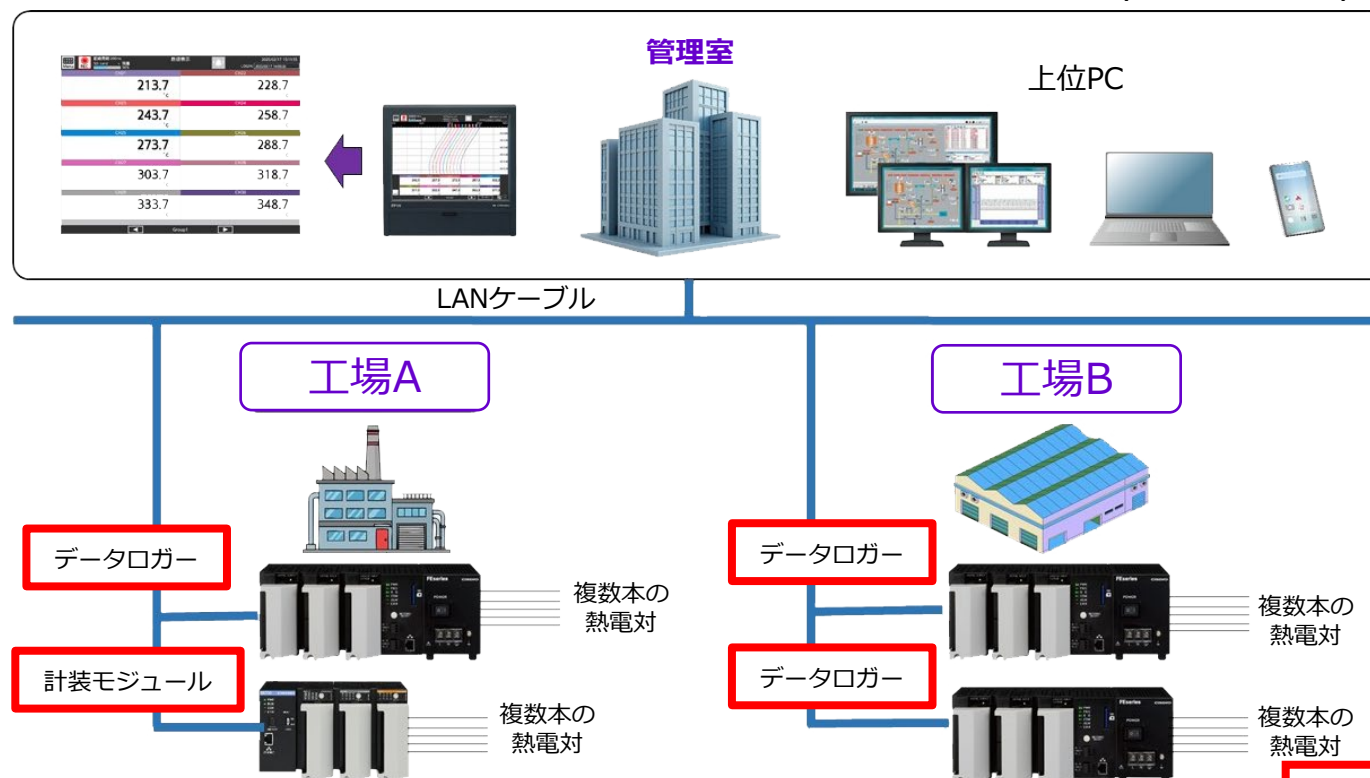 管理室
上位PC
213.7
228.7
243.7
258.7
273.7
288.7
303.7
318.7
333.7
348.7
Group1
LANケーブル
工場A
工場B
データロガー
データロガー
複数本の
熱電対
複数本の
熱電対
計装モジュール
データロガー
複数本の
熱電対
複数本の
熱電対